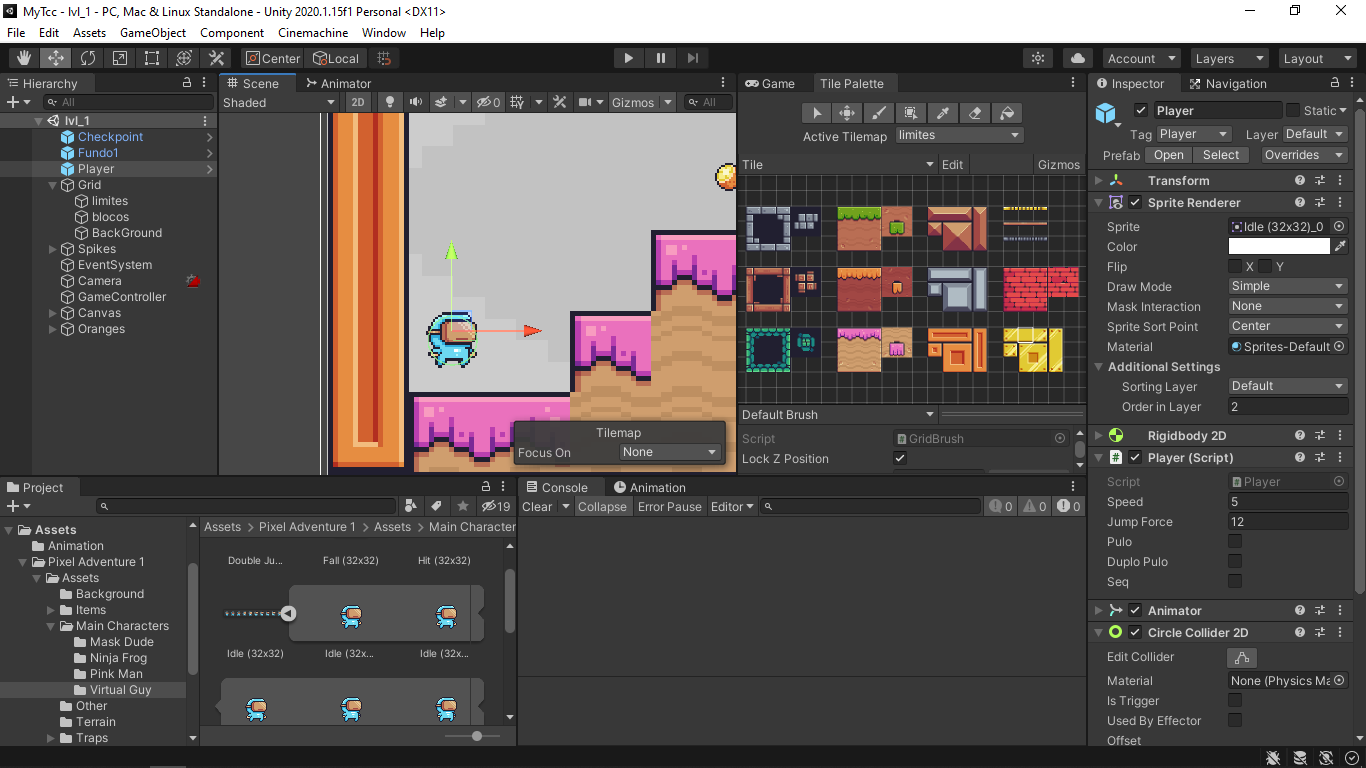 MyTcc - lvl_1 - PC, Mac & Linux Standalone - Unity 2020.1.15f1 Personal <DX11>
File Edit Assets GameObject Component Cinemachine Window Help
Center Local Account Layers Layout
Hierarchy
All
lvl_1
Checkpoint
Fundo1
Player
Grid
limites
blocos
BackGround
Spikes
EventSystem
Camera
GameController
Canvas
Oranges
Scene Animator
Shaded 2D 0 Gizmos All
Tilemap
Focus On None
Game Tile Palette
Active Tilemap limites
Tile Edit Gizmos
Default Brush
Script GridBrush
Lock Z Position
Inspector Navigation
Player Static
Tag Player Layer Default
Prefab Open Select Overrides
Transform
Sprite Renderer
Sprite Idle (32x32)_0
Color
Flip X Y
Draw Mode Simple
Mask Interaction None
Sprite Sort Point Center
Material Sprites-Default
Additional Settings
Sorting Layer Default
Order in Layer 2
Rigidbody 2D
Player (Script)
Script Player
Speed 5
Jump Force 12
Pulo
Duplo Pulo
Seq
Animator
Circle Collider 2D
Edit Collider
Material None (Physics Ma
Is Trigger
Used By Effector
Offset
Project
19
Assets
Animation
Pixel Adventure 1
Assets
Background
Items
Main Characters
Mask Dude
Ninja Frog
Pink Man
Virtual Guy
Other
Terrain
Traps
Assets > Pixel Adventure 1 > Assets > Main Character
Double Ju... Fall (32x32) Hit (32x32)
Idle (32x32) Idle (32x... Idle (32x...
Console Animation
Clear Collapse Error Pause Editor 0 0 0